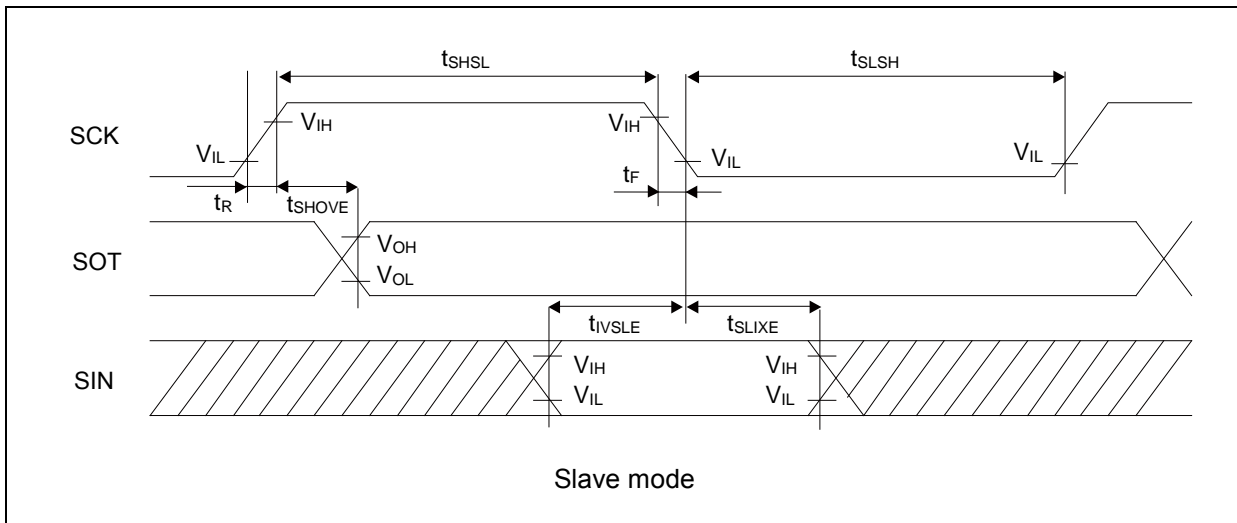 tSHSL
tSLSH
SCK
VIH
VIH
VIL
VIL
VIL
tR
tSHOVE
tF
SOT
VOH
VOL
tIVSLE
tSLIXE
SIN
VIH
VIH
VIL
VIL
Slave mode